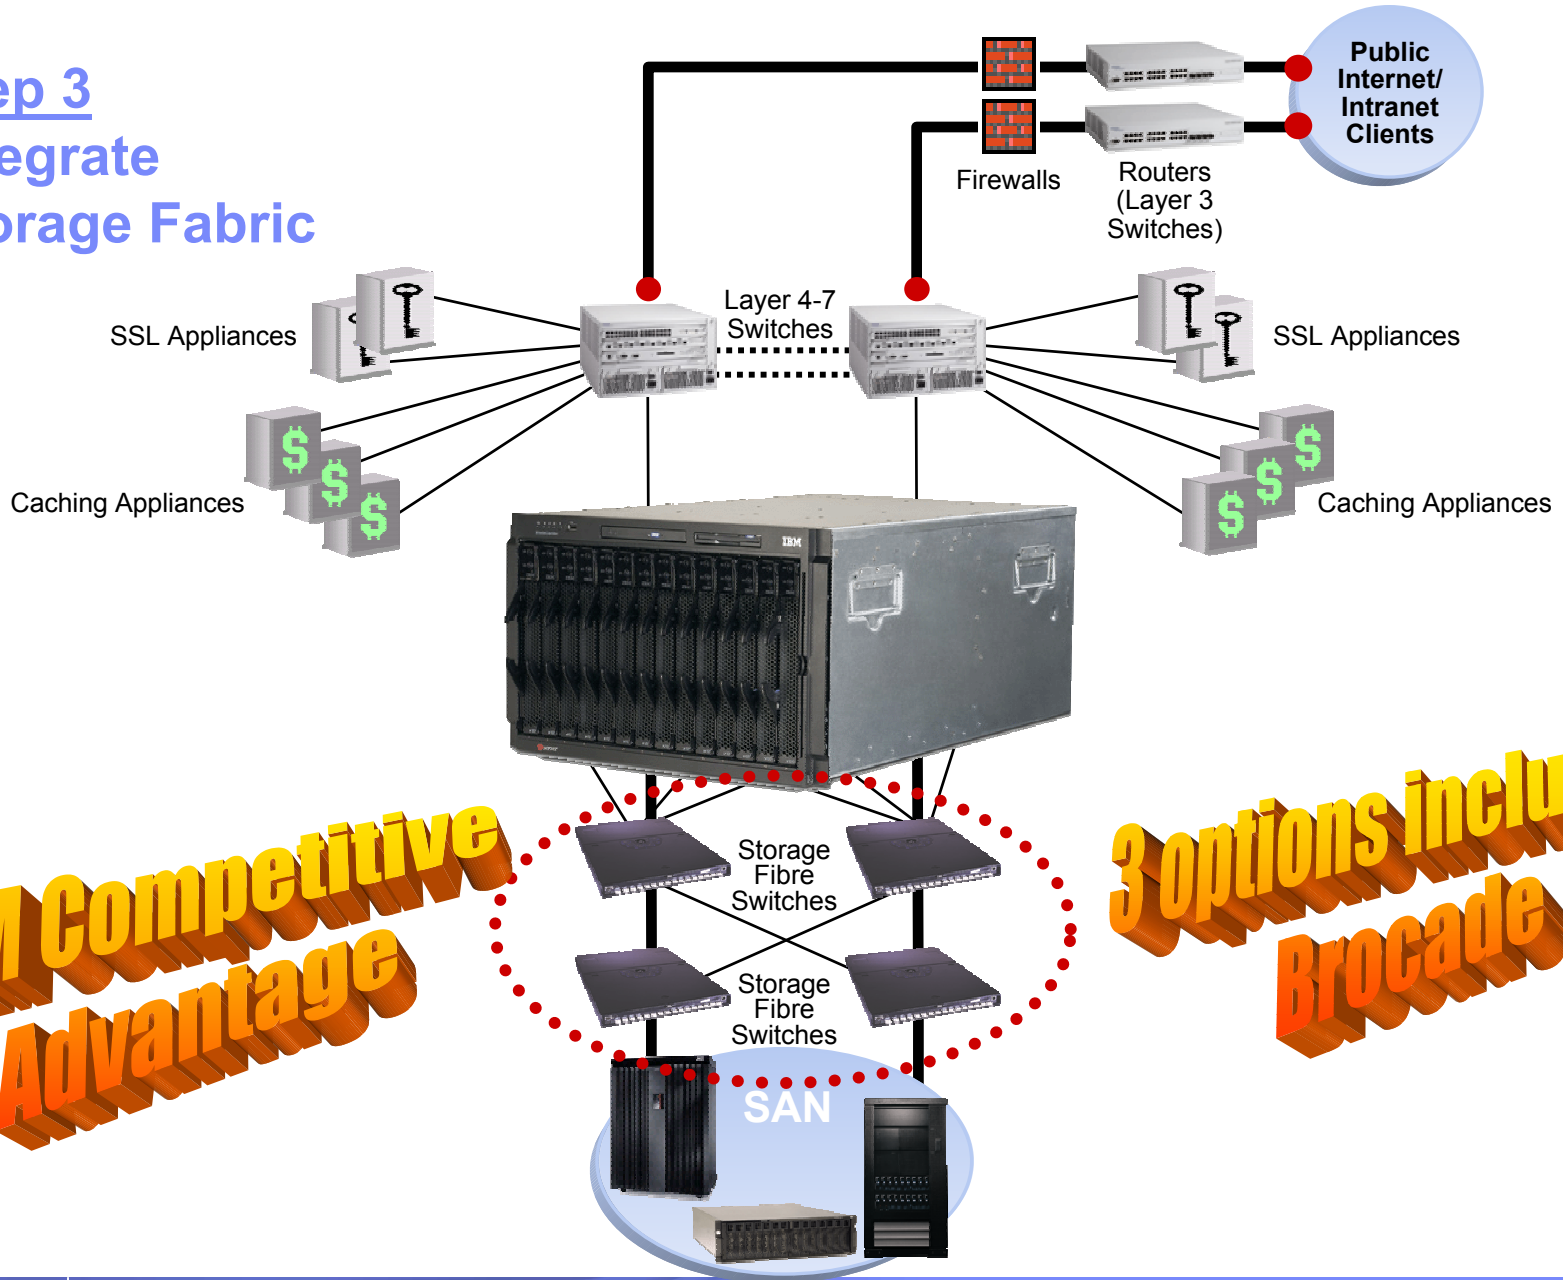 ep 3
egrate
orage Fabric
Public
Internet/
Intranet
Clients
Firewalls
Routers
(Layer 3
Switches)
Layer 4-7
Switches
SSL Appliances
SSL Appliances
Caching Appliances
Caching Appliances
IBM
M Competitive
Advantage
3 options inclu
Brocade
Storage
Fibre
Switches
Storage
Fibre
Switches
SAN